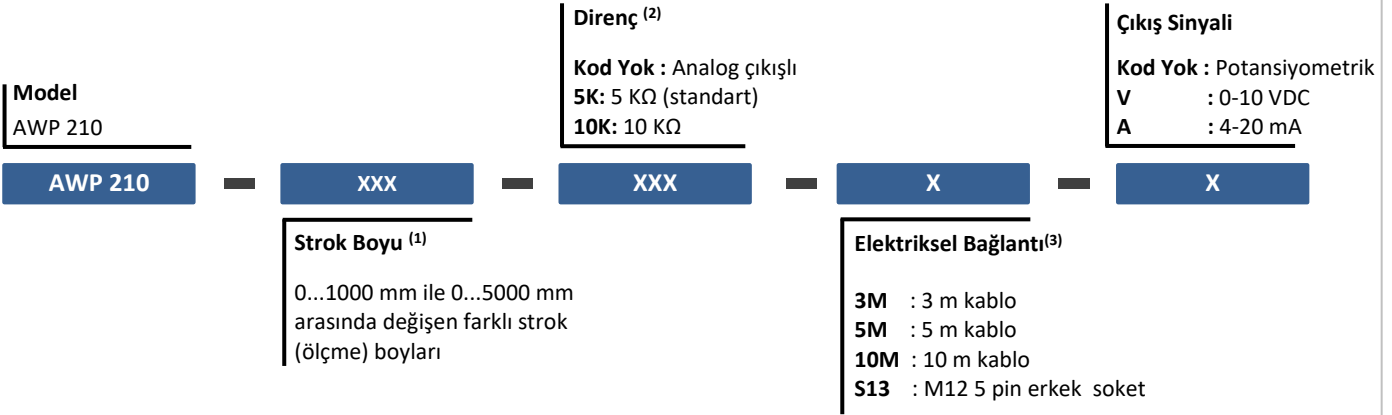 Direnç (2)
Kod Yok : Analog çıkışlı
5K: 5 KΩ (standart)
10K: 10 KΩ
Çıkış Sinyali
Kod Yok : Potansiyometrik
V : 0-10 VDC
A : 4-20 mA
Model
AWP 210
AWP 210 - XXX - XXX - X - X
Strok Boyu (1)
0...1000 mm ile 0...5000 mm
arasında değişen farklı strok
(ölçme) boyları
Elektriksel Bağlantı(3)
3M : 3 m kablo
5M : 5 m kablo
10M : 10 m kablo
S13 : M12 5 pin erkek soket